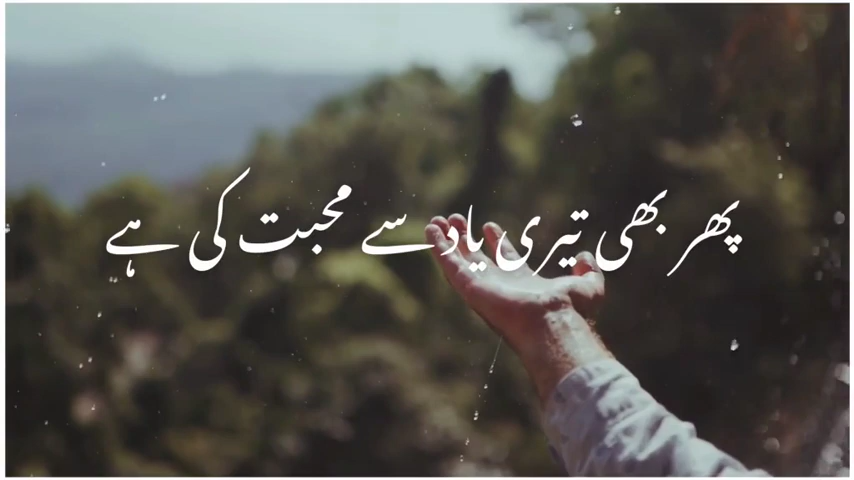 پھر بھی تیری یاد سے محبت کی ہے